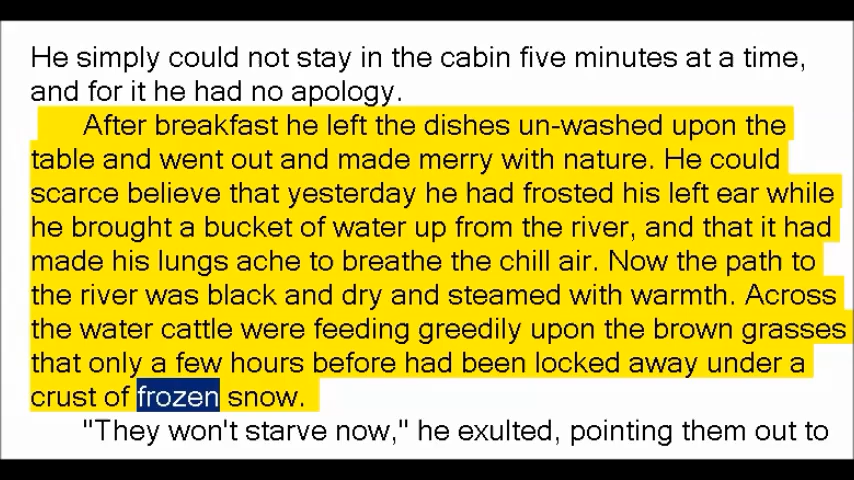 He simply could not stay in the cabin five minutes at a time,
and for it he had no apology.
After breakfast he left the dishes un-washed upon the
table and went out and made merry with nature. He could
scarce believe that yesterday he had frosted his left ear while
he brought a bucket of water up from the river, and that it had
made his lungs ache to breathe the chill air. Now the path to
the river was black and dry and steamed with warmth. Across
the water cattle were feeding greedily upon the brown grasses
that only a few hours before had been locked away under a
crust of frozen snow.
"They won't starve now," he exulted, pointing them out to